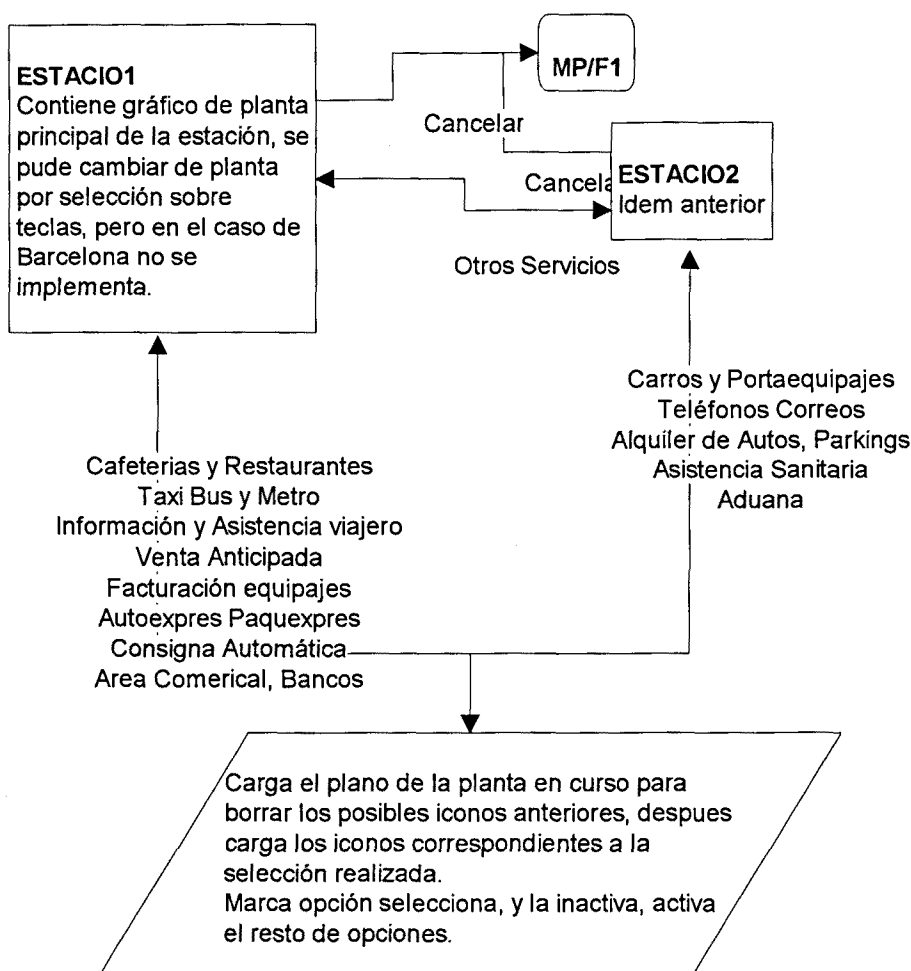 ESTACIO1
Contiene gráfico de planta
principal de la estación, se
pude cambiar de planta
por selección sobre
teclas, pero en el caso de
Barcelona no se
implementa.
MP/F1
Cancelar
Cancela
ESTACIO2
Idem anterior
Otros Servicios
Carros y Portaequipajes
Teléfonos Correos
Alquiler de Autos, Parkings
Asistencia Sanitaria
Aduana
Cafeterias y Restaurantes
Taxi Bus y Metro
Información y Asistencia viajero
Venta Anticipada
Facturación equipajes
Autoexpres Paquexpres
Consigna Automática
Area Comerical, Bancos
Carga el plano de la planta en curso para
borrar los posibles iconos anteriores, despues
carga los iconos correspondientes a la
selección realizada.
Marca opción selecciona, y la inactiva, activa
el resto de opciones.